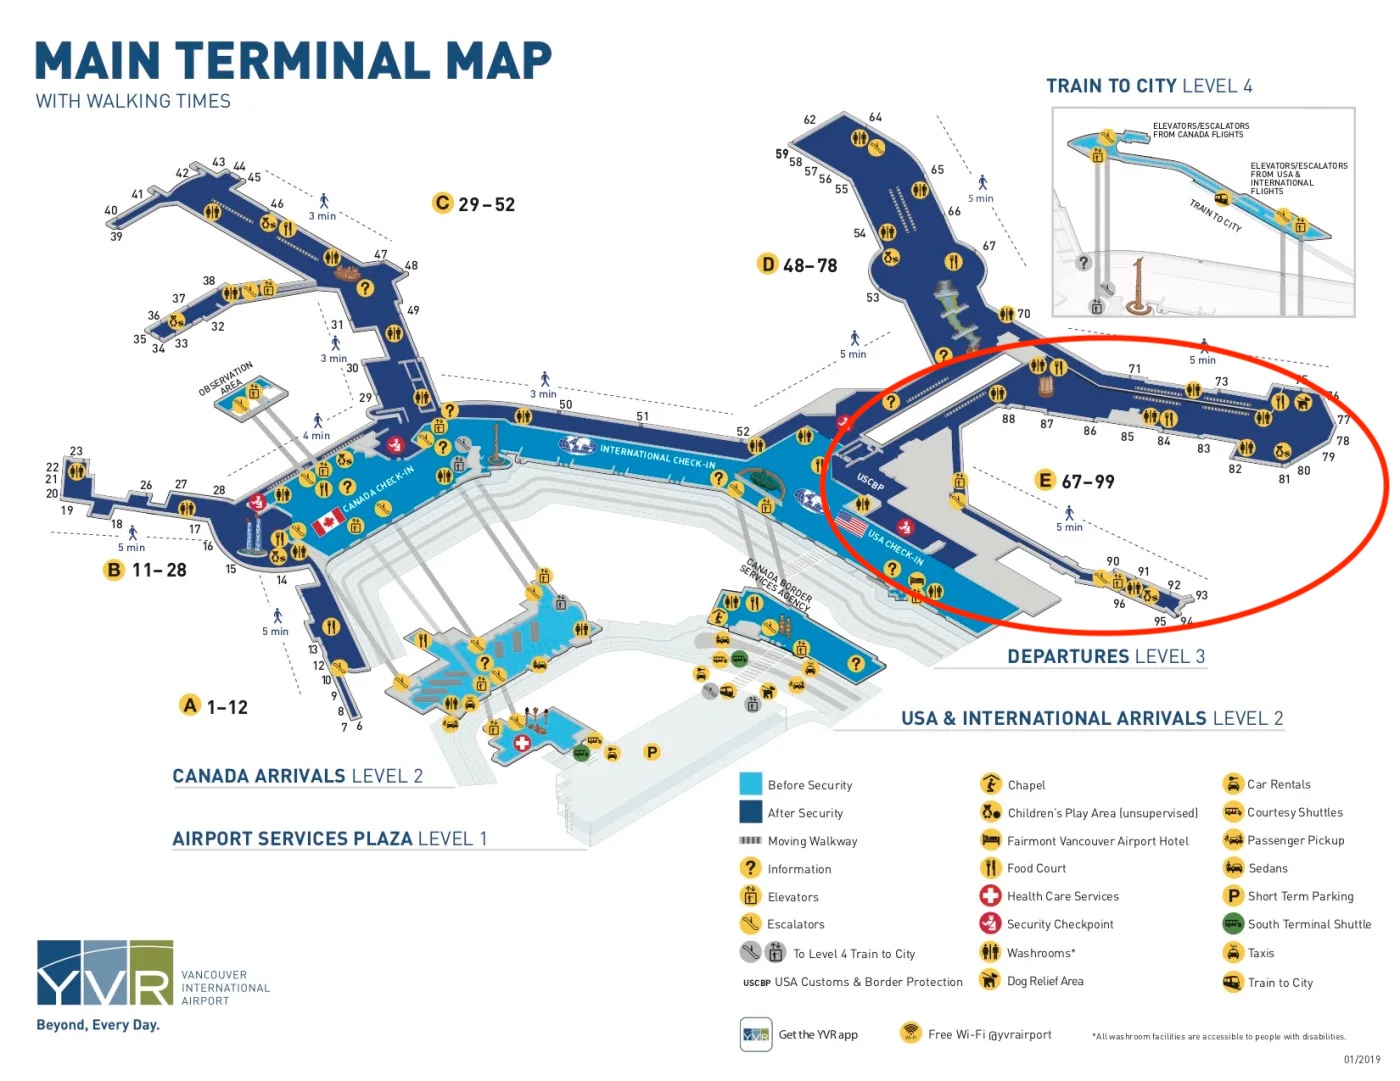 MAIN TERMINAL MAP
WITH WALKING TIMES
TRAIN TO CITY LEVEL 4
ELEVATORS/ESCALATORS
FROM CANADA FLIGHTS
ELEVATORS/ESCALATORS
FROM USA &
INTERNATIONAL
FLIGHTS
TRAIN TO CITY
?
C 29–52
43
44
42
45
41
46
40
39
3 min
47
48
38
37
36
35
34
33
32
49
31
3 min
30
29
OBSERVATION
AREA
4 min
3 min
50
51
52
D 48–78
62
64
59
58
57
56
55
65
5 min
66
54
67
53
70
5 min
5 min
71
73
75
76
77
78
79
80
81
82
83
84
85
86
87
88
E 67–99
5 min
90
91
92
93
94
95
96
INTERNATIONAL CHECK-IN
CANADA CHECK-IN
USCBP
USA CHECK-IN
CANADA BORDER
SERVICES AGENCY
23
22
21
20
19
18
26
27
28
17
16
15
14
5 min
B 11–28
5 min
13
12
10
9
8
7
6
A 1–12
P
DEPARTURES LEVEL 3
USA & INTERNATIONAL ARRIVALS LEVEL 2
CANADA ARRIVALS LEVEL 2
AIRPORT SERVICES PLAZA LEVEL 1
Before Security
After Security
Moving Walkway
? Information
Elevators
Escalators
To Level 4 Train to City
USCBP USA Customs & Border Protection
Chapel
Children's Play Area (unsupervised)
Fairmont Vancouver Airport Hotel
Food Court
Health Care Services
Security Checkpoint
Washrooms*
Dog Relief Area
Car Rentals
Courtesy Shuttles
Passenger Pickup
Sedans
P Short Term Parking
South Terminal Shuttle
Taxis
Train to City
YVR
VANCOUVER
INTERNATIONAL
AIRPORT
Beyond, Every Day.
YVR Get the YVR app
Wi-Fi Free Wi-Fi @yvrairport
*All washroom facilities are accessible to people with disabilities.
01/2019